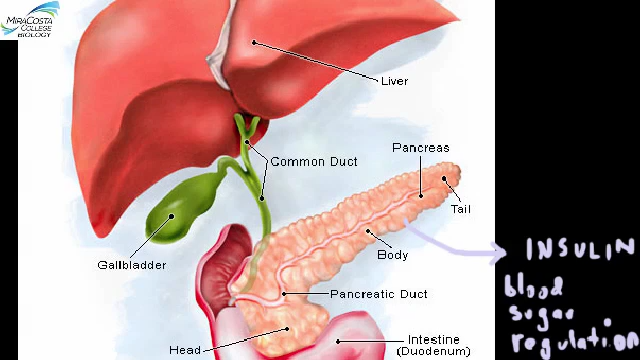 MIRACOSTA
COLLEGE
BIOLOGY
Liver
Common Duct
Pancreas
Tail
Gallbladder
Body
Pancreatic Duct
Head
Intestine
(Duodenum)
INSULIN
blood
sugar
regulation